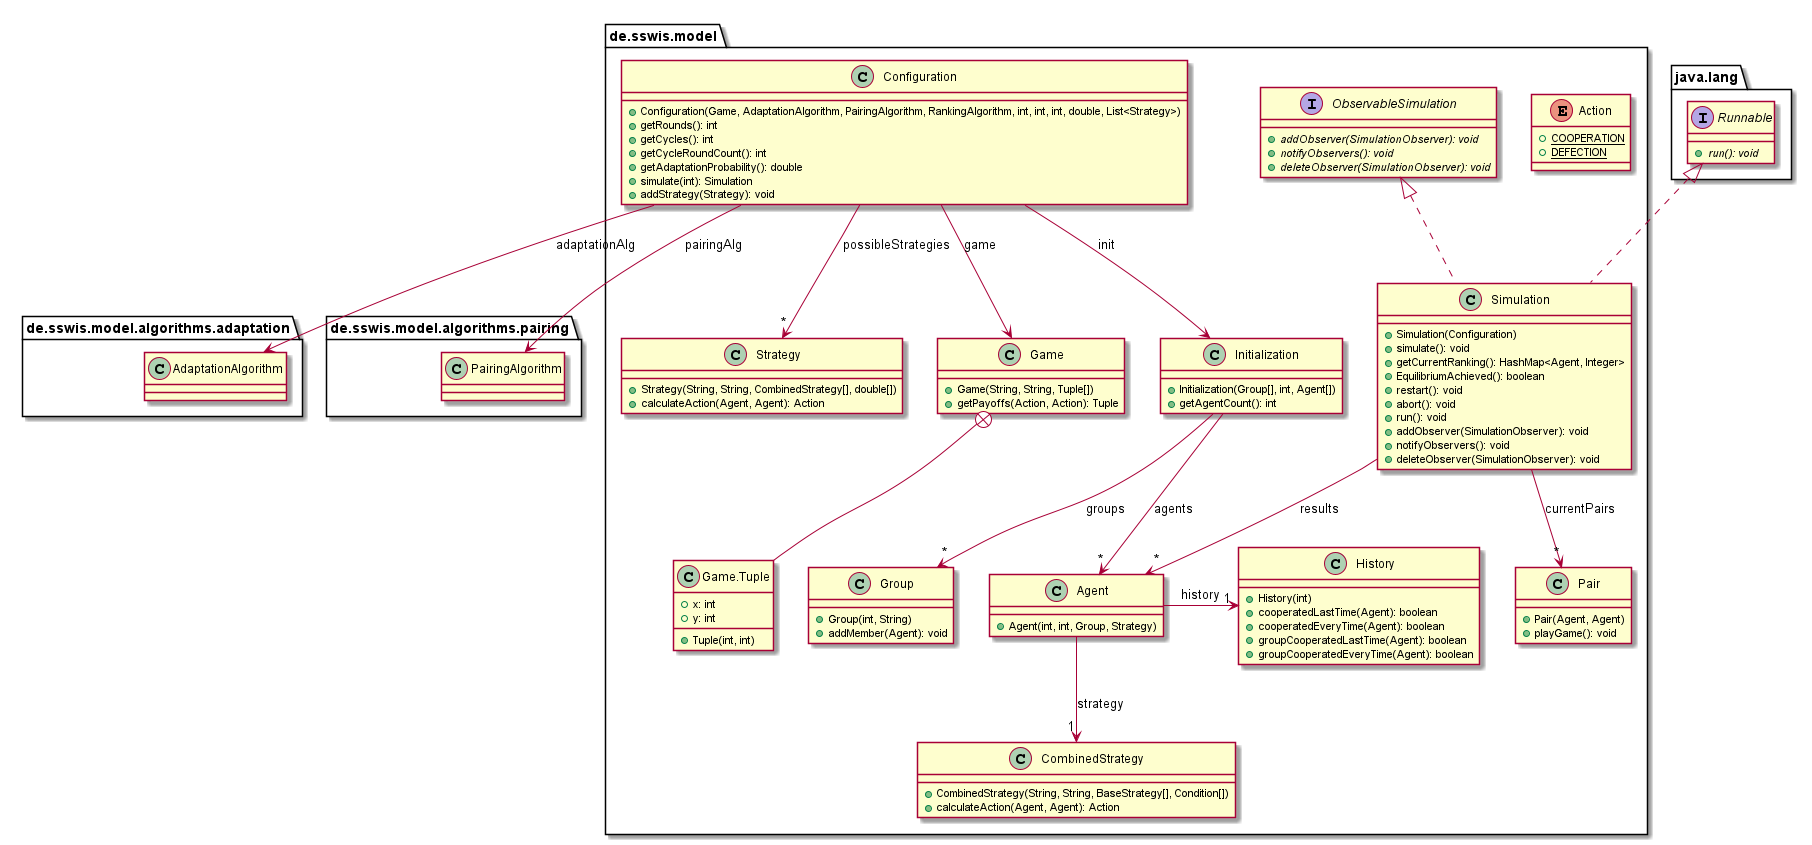 de.sswis.model
C Configuration
Configuration(Game, AdaptationAlgorithm, PairingAlgorithm, RankingAlgorithm, int, int, int, double, List<Strategy>)
getRounds(): int
getCycles(): int
getCycleRoundCount(): int
getAdaptationProbability(): double
simulate(int): Simulation
addStrategy(Strategy): void
I ObservableSimulation
addObserver(SimulationObserver): void
notifyObservers(): void
deleteObserver(SimulationObserver): void
E Action
COOPERATION
DEFECTION
java.lang
I Runnable
run(): void
adaptationAlg
pairingAlg
possibleStrategies
game
init
*
de.sswis.model.algorithms.adaptation
C AdaptationAlgorithm
de.sswis.model.algorithms.pairing
C PairingAlgorithm
C Strategy
Strategy(String, String, CombinedStrategy[], double[])
calculateAction(Agent, Agent): Action
C Game
Game(String, String, Tuple[])
getPayoffs(Action, Action): Tuple
C Initialization
Initialization(Group[], int, Agent[])
getAgentCount(): int
C Simulation
Simulation(Configuration)
simulate(): void
getCurrentRanking(): HashMap<Agent, Integer>
EquilibriumAchieved(): boolean
restart(): void
abort(): void
run(): void
addObserver(SimulationObserver): void
notifyObservers(): void
deleteObserver(SimulationObserver): void
groups
agents
results
currentPairs
*
*
*
*
C Game.Tuple
x: int
y: int
Tuple(int, int)
C Group
Group(int, String)
addMember(Agent): void
C Agent
Agent(int, int, Group, Strategy)
history
1
C History
History(int)
cooperatedLastTime(Agent): boolean
cooperatedEveryTime(Agent): boolean
groupCooperatedLastTime(Agent): boolean
groupCooperatedEveryTime(Agent): boolean
C Pair
Pair(Agent, Agent)
playGame(): void
strategy
1
C CombinedStrategy
CombinedStrategy(String, String, BaseStrategy[], Condition[])
calculateAction(Agent, Agent): Action